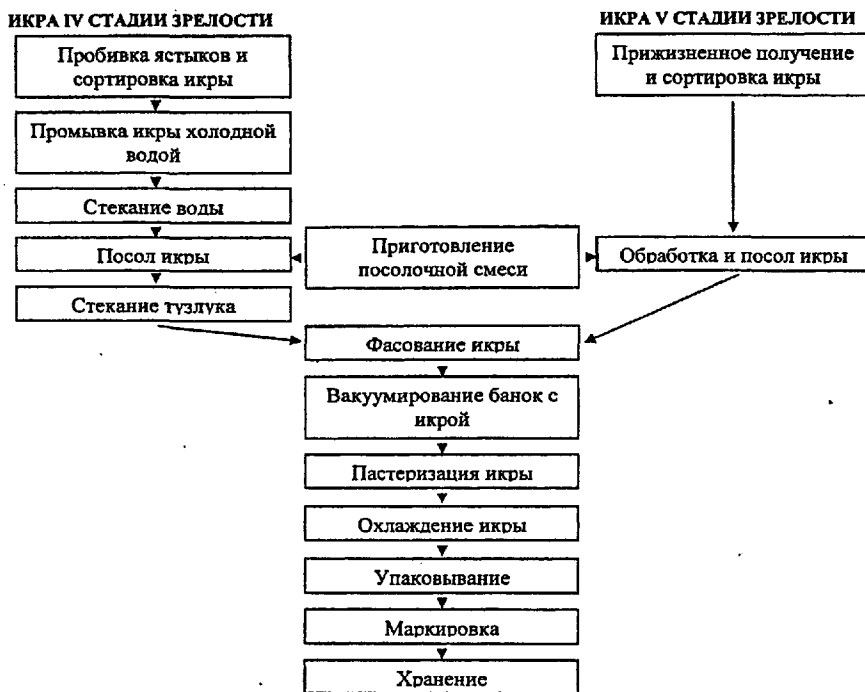 ИКРА IV СТАДИИ ЗРЕЛОСТИ
Пробивка ястыков и
сортировка икры
Промывка икры холодной
водой
Стекание воды
Посол икры
Стекание тузлука
Приготовление
посолочной смеси
ИКРА V СТАДИИ ЗРЕЛОСТИ
Прижизненное получение
и сортировка икры
Обработка и посол икры
Фасование икры
Вакуумирование банок с
икрой
Пастеризация икры
Охлаждение икры
Упаковывание
Маркировка
Хранение